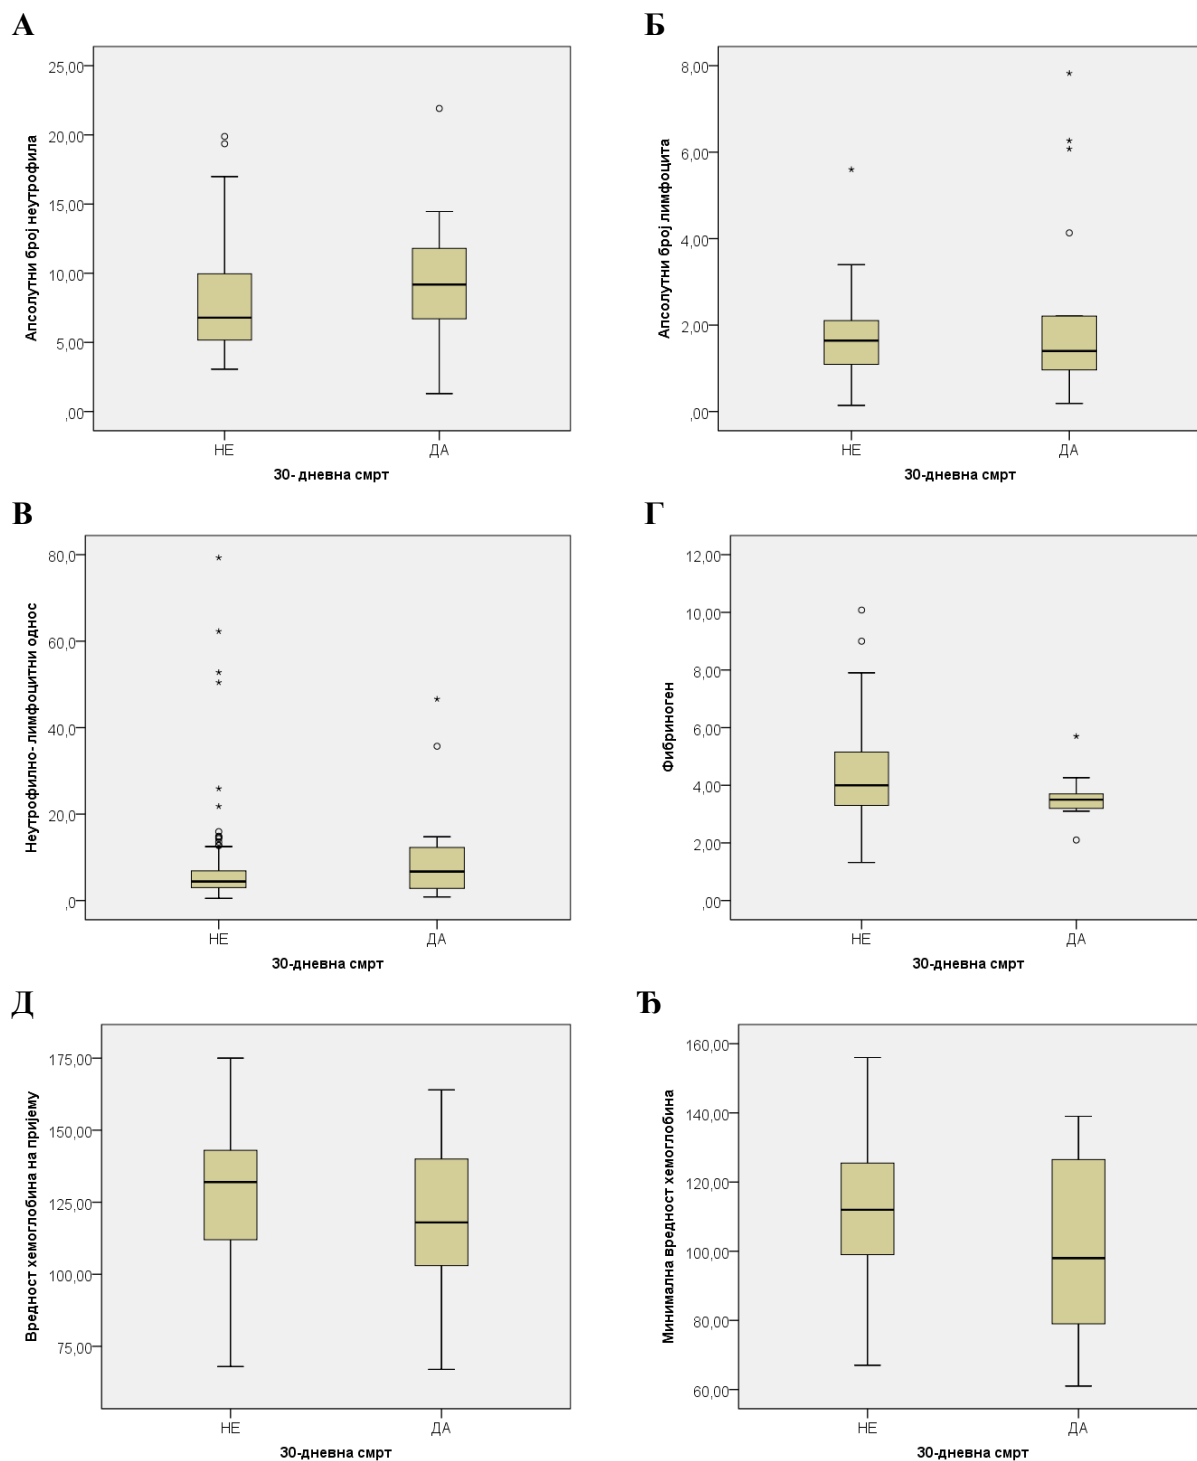 А
Апсолутни број неутрофила
25,00
20,00
15,00
10,00
5,00
,00
НЕ ДА
30- дневна смрт
Б
Апсолутни број лимфоцита
8,00
6,00
4,00
2,00
,00
НЕ ДА
30-дневна смрт
В
Неутрофилно- лимфоцитни однос
80,0
60,0
40,0
20,0
,0
НЕ ДА
30-дневна смрт
Г
Фибриноген
12,00
10,00
8,00
6,00
4,00
2,00
,00
НЕ ДА
30-дневна смрт
Д
Вредност хемоглобина на пријему
175,00
150,00
125,00
100,00
75,00
НЕ ДА
30-дневна смрт
Ђ
Минимална вредност хемоглобина
160,00
140,00
120,00
100,00
80,00
60,00
НЕ ДА
30-дневна смрт